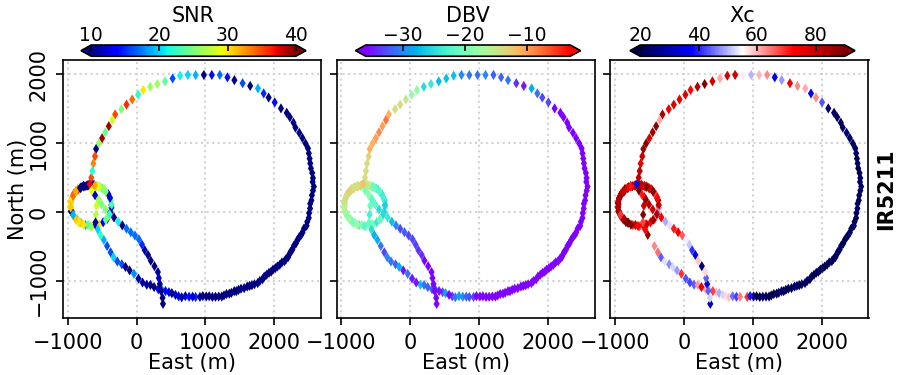 SNR DBV Xc
10 20 30 40 −30 −20 −10 20 40 60 80
2000
1000
0
−1000
North (m)
IR5211
−1000 0 1000 2000 −1000 0 1000 2000 −1000 0 1000 2000
East (m) East (m) East (m)